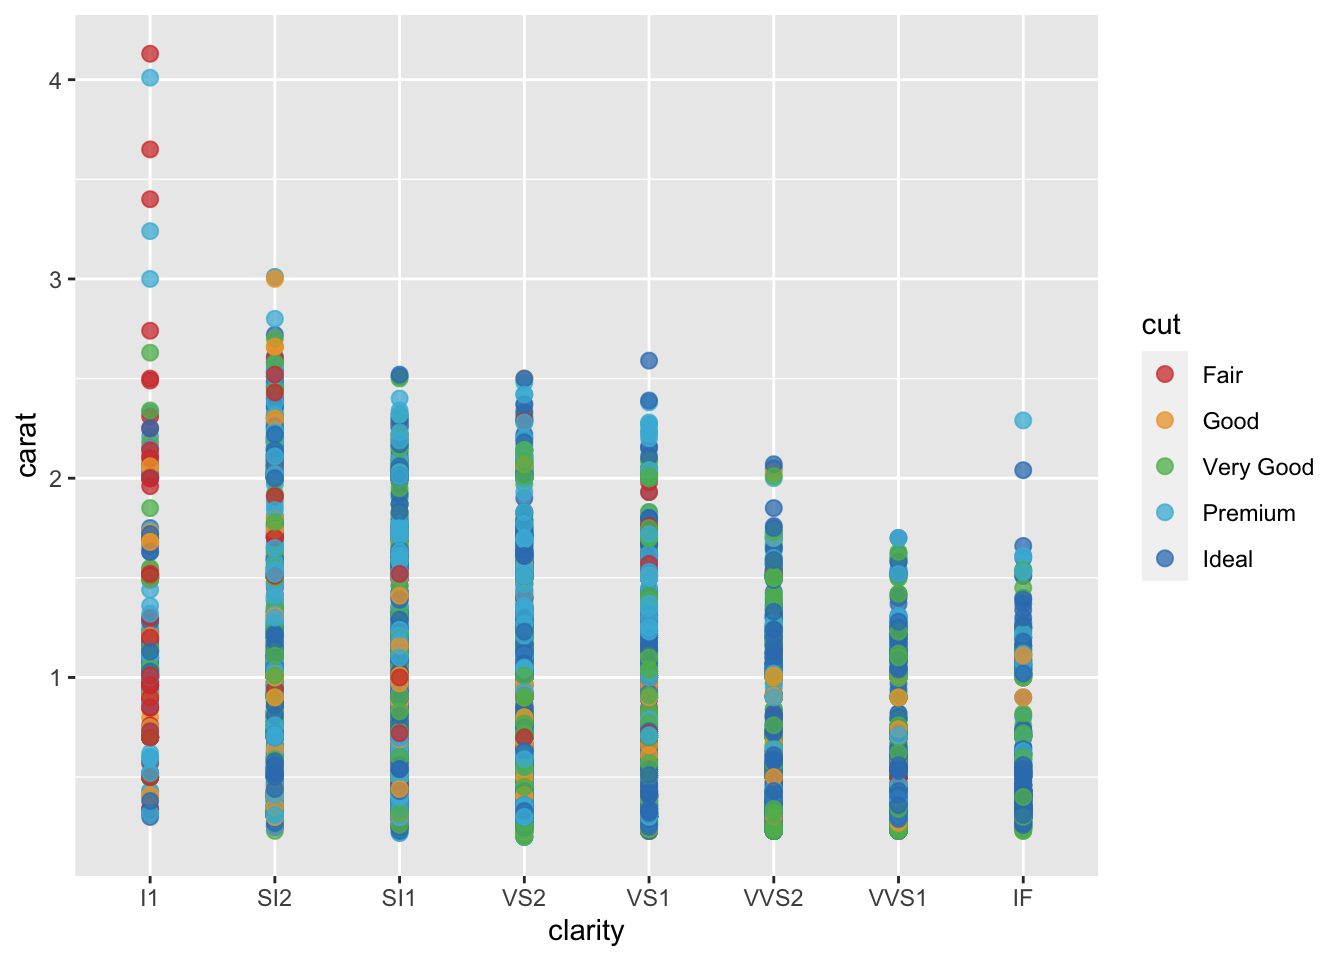 4
3
2
1
carat
I1 SI2 SI1 VS2 VS1 VVS2 VVS1 IF
clarity
cut
Fair
Good
Very Good
Premium
Ideal